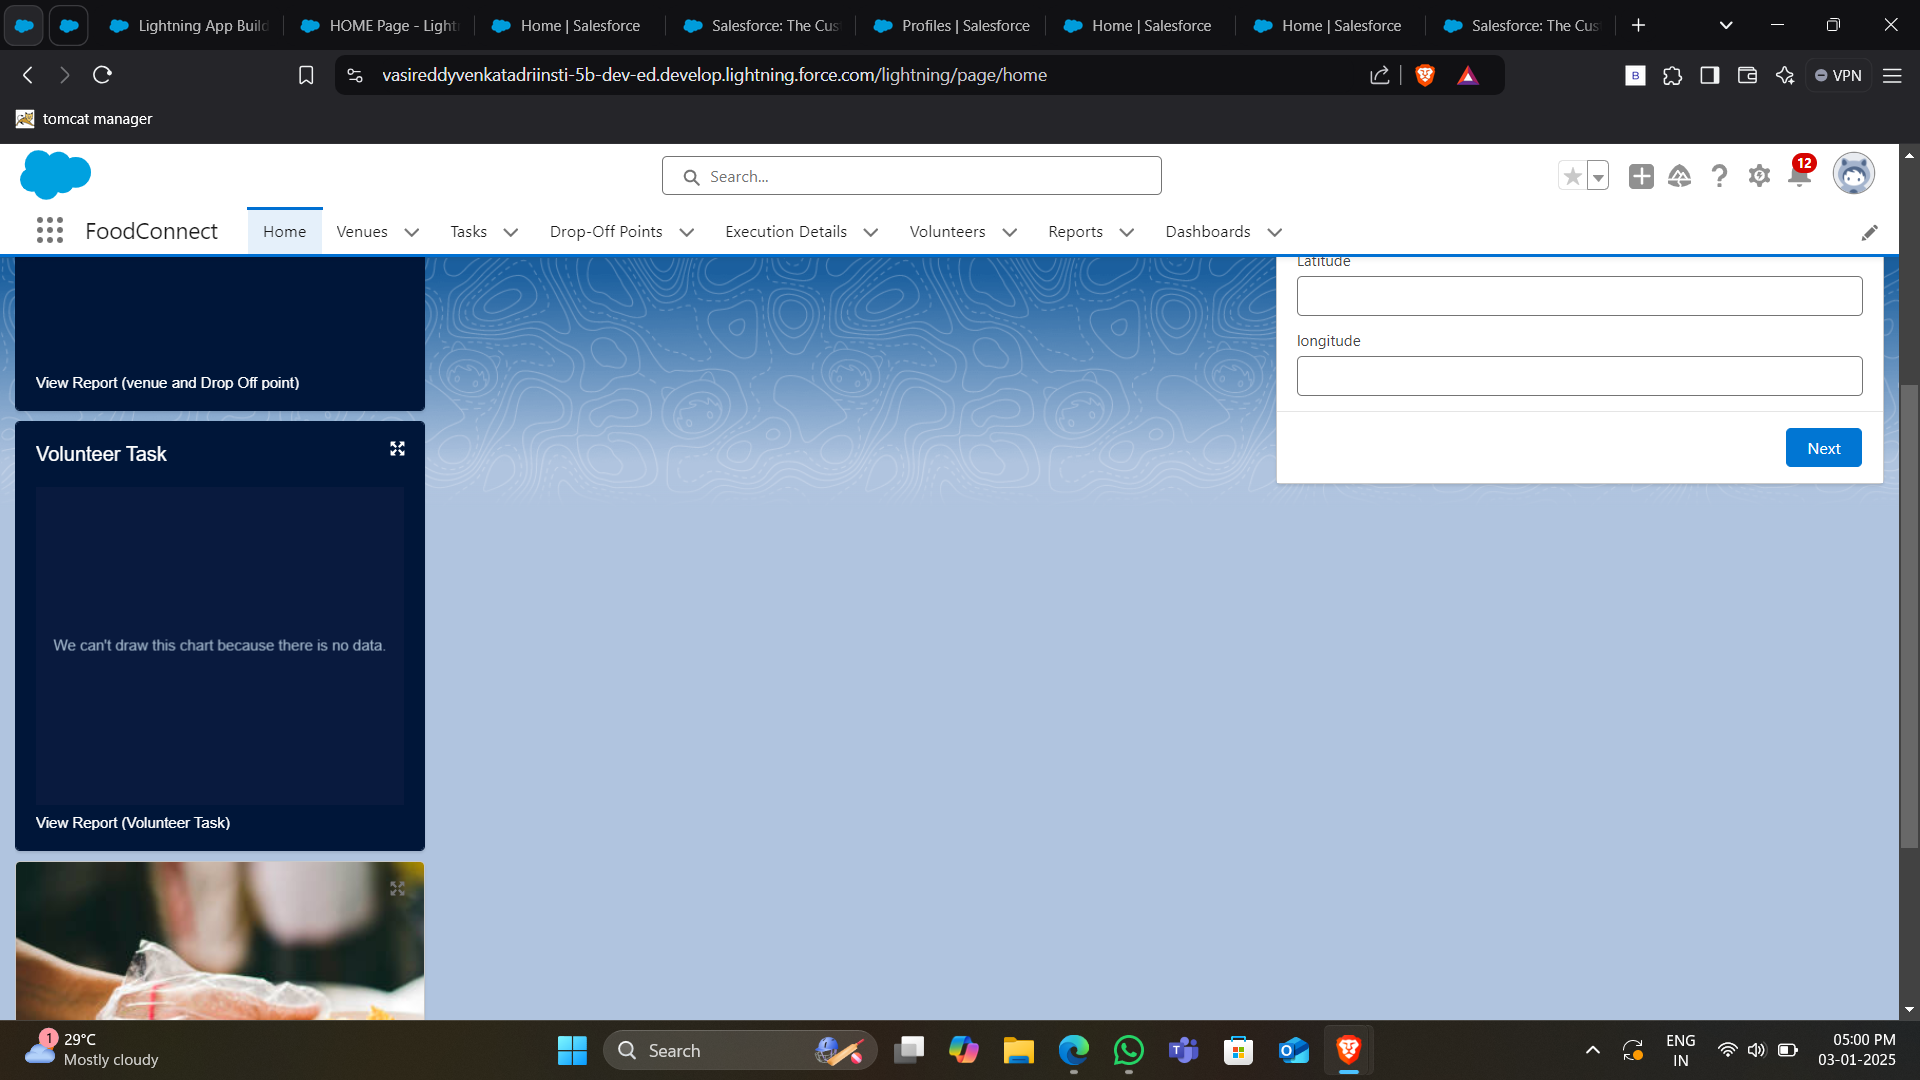 Lightning App Build
HOME Page - Light
Home | Salesforce
Salesforce: The Cus
Profiles | Salesforce
Home | Salesforce
Home | Salesforce
Salesforce: The Cus
vasireddyvenkatadriinsti-5b-dev-ed.develop.lightning.force.com/lightning/page/home
B
VPN
tomcat manager
Search...
12
FoodConnect
Home
Venues
Tasks
Drop-Off Points
Execution Details
Volunteers
Reports
Dashboards
Latitude
longitude
Next
View Report (venue and Drop Off point)
Volunteer Task
We can't draw this chart because there is no data.
View Report (Volunteer Task)
1
29°C
Mostly cloudy
Search
ENG
IN
05:00 PM
03-01-2025